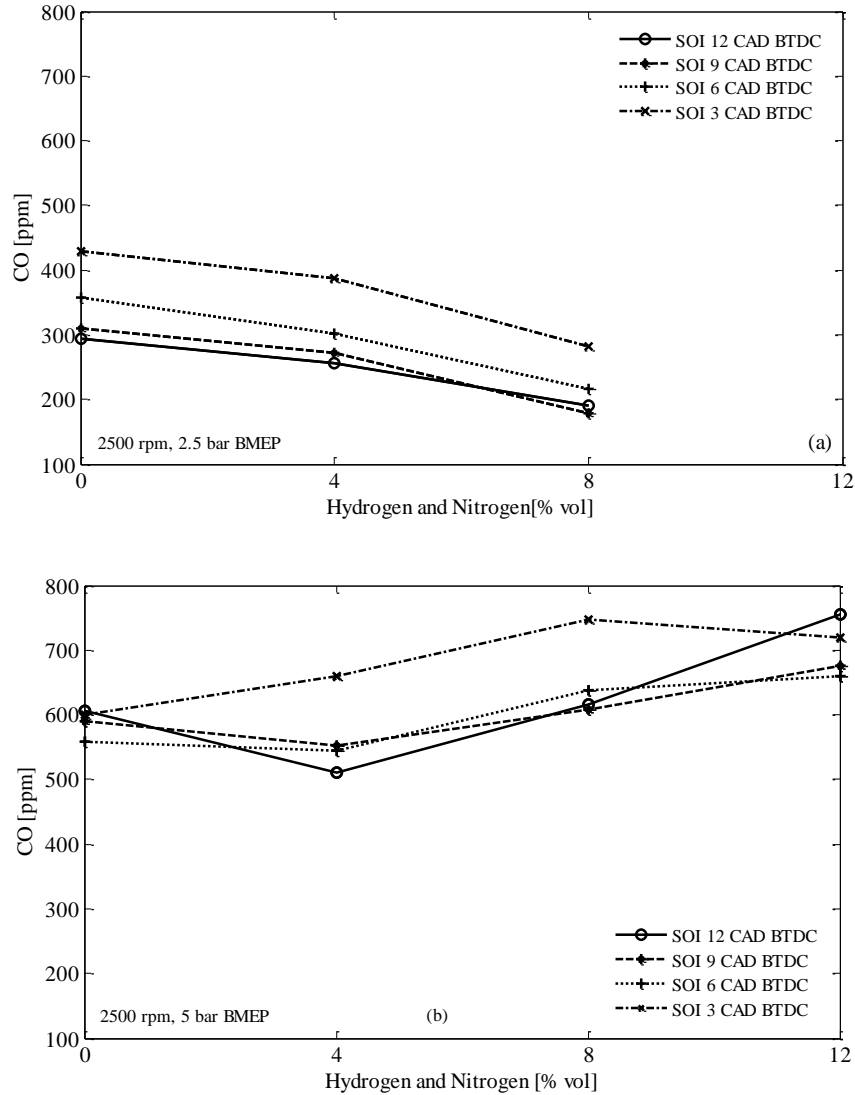 800
700
600
500
400
300
200
100
CO [ppm]
SOI 12 CAD BTDC
SOI 9 CAD BTDC
SOI 6 CAD BTDC
SOI 3 CAD BTDC
2500 rpm, 2.5 bar BMEP
(a)
0 4 8 12
Hydrogen and Nitrogen[% vol]
800
700
600
500
400
300
200
100
CO [ppm]
SOI 12 CAD BTDC
SOI 9 CAD BTDC
SOI 6 CAD BTDC
SOI 3 CAD BTDC
2500 rpm, 5 bar BMEP
(b)
0 4 8 12
Hydrogen and Nitrogen [% vol]